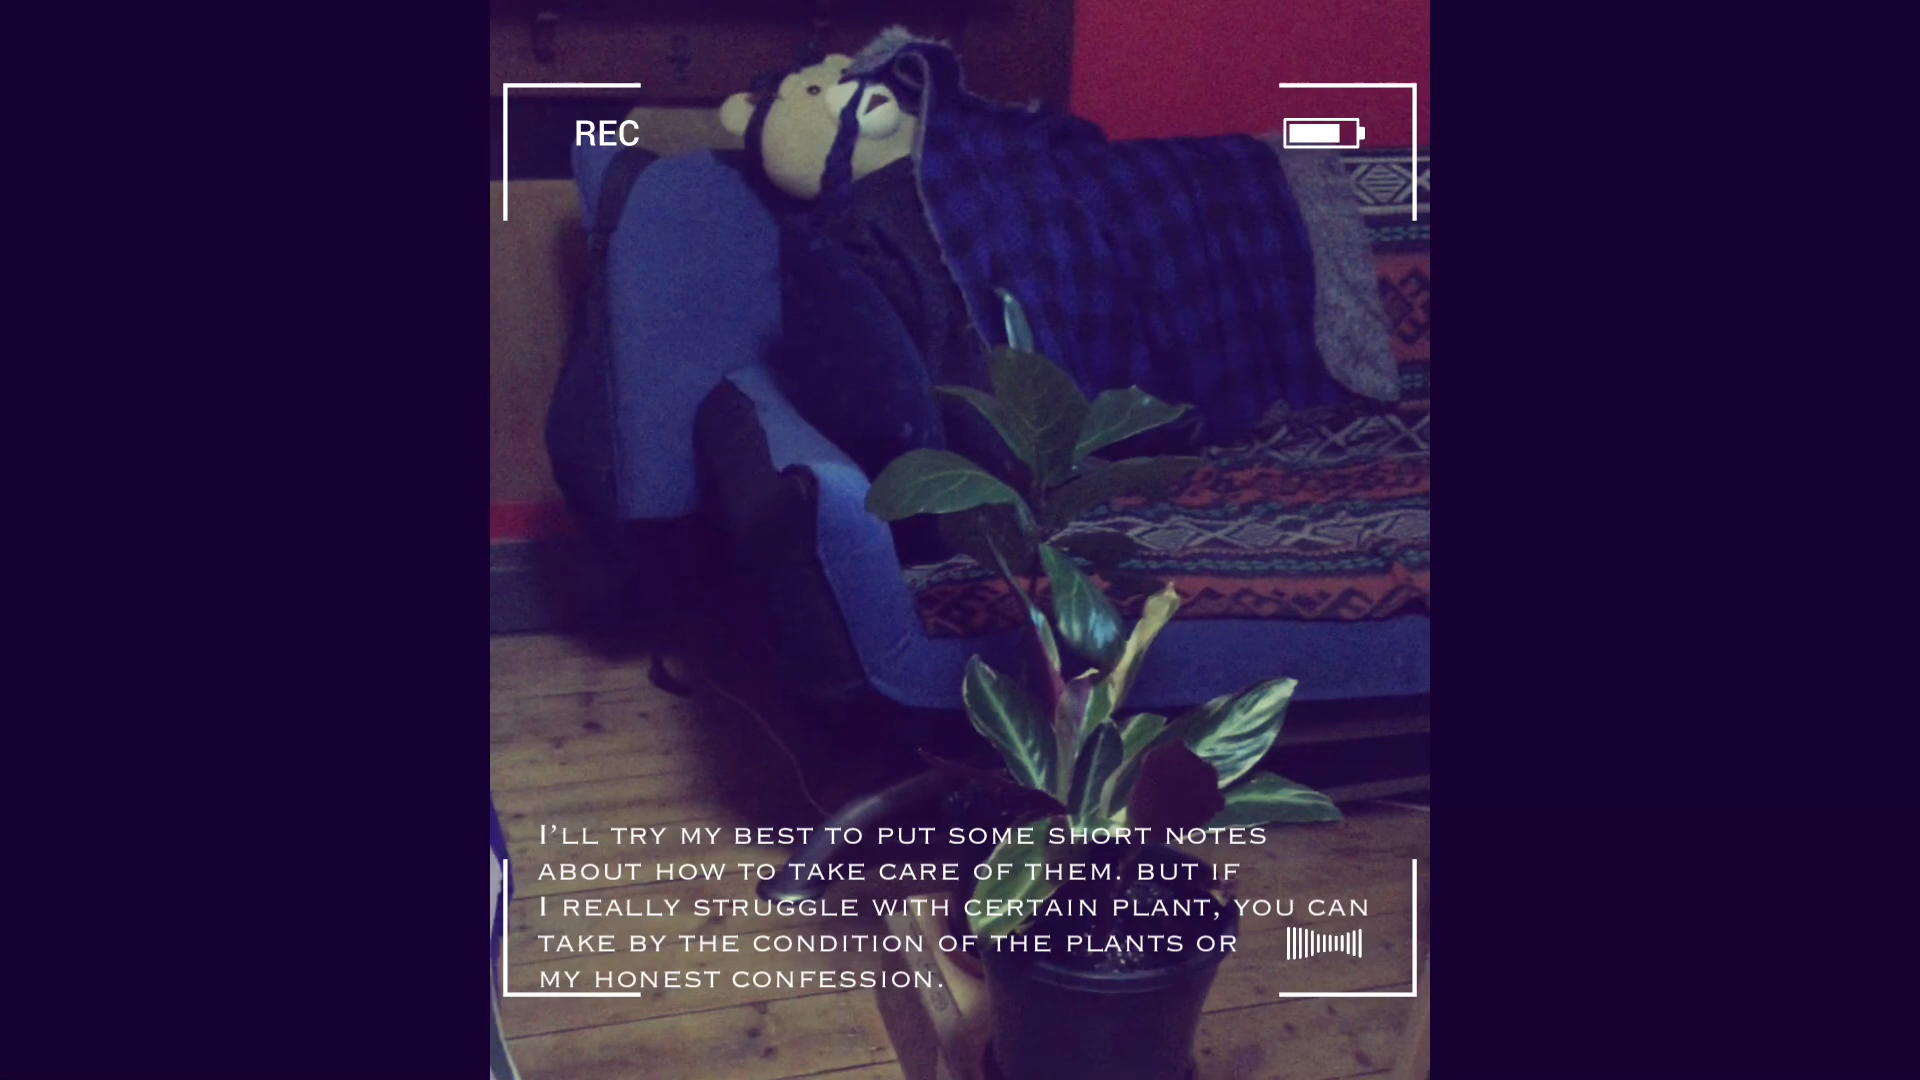 REC
I’LL TRY MY BEST TO PUT SOME SHORT NOTES
ABOUT HOW TO TAKE CARE OF THEM. BUT IF
I REALLY STRUGGLE WITH CERTAIN PLANT, YOU CAN
TAKE BY THE CONDITION OF THE PLANTS OR
MY HONEST CONFESSION.